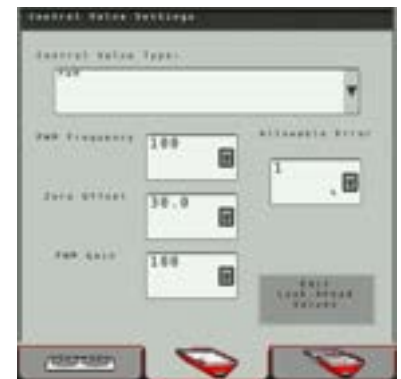 Control Valve Settings
Control Valve Type:
PWM
PWM Frequency
100
Allowable Error
1
%
Zero Offset
30.0
PWM Gain
100
Edit
Look-Ahead
Values